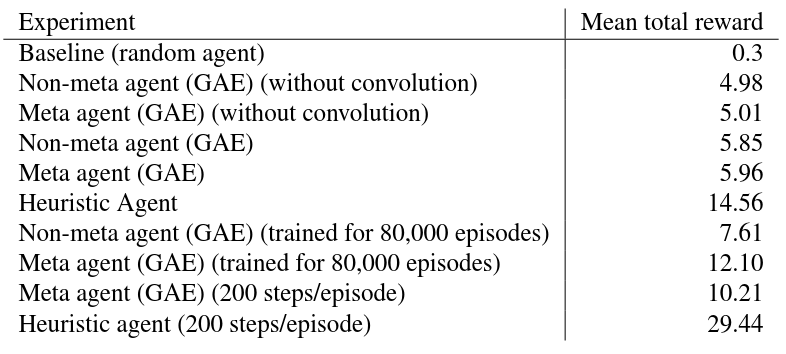 Experiment Mean total reward
Baseline (random agent) 0.3
Non-meta agent (GAE) (without convolution) 4.98
Meta agent (GAE) (without convolution) 5.01
Non-meta agent (GAE) 5.85
Meta agent (GAE) 5.96
Heuristic Agent 14.56
Non-meta agent (GAE) (trained for 80,000 episodes) 7.61
Meta agent (GAE) (trained for 80,000 episodes) 12.10
Meta agent (GAE) (200 steps/episode) 10.21
Heuristic agent (200 steps/episode) 29.44